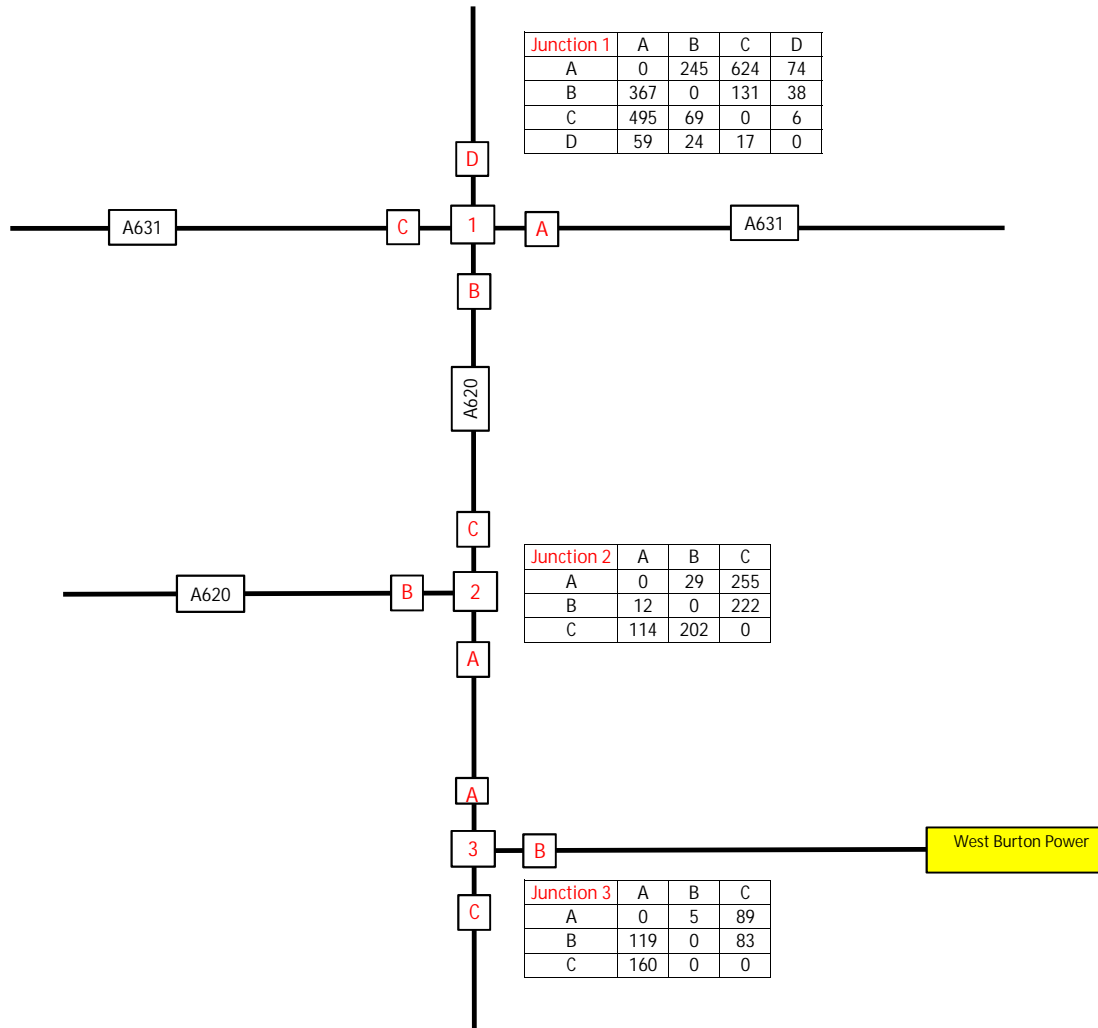 Junction 1 A B C D
A 0 245 624 74
B 367 0 131 38
C 495 69 0 6
D 59 24 17 0
D
A631 C 1 A A631
B
A620
C
Junction 2 A B C
A 0 29 255
B 12 0 222
C 114 202 0
A620 B 2
A
A
3 B West Burton Power
C
Junction 3 A B C
A 0 5 89
B 119 0 83
C 160 0 0